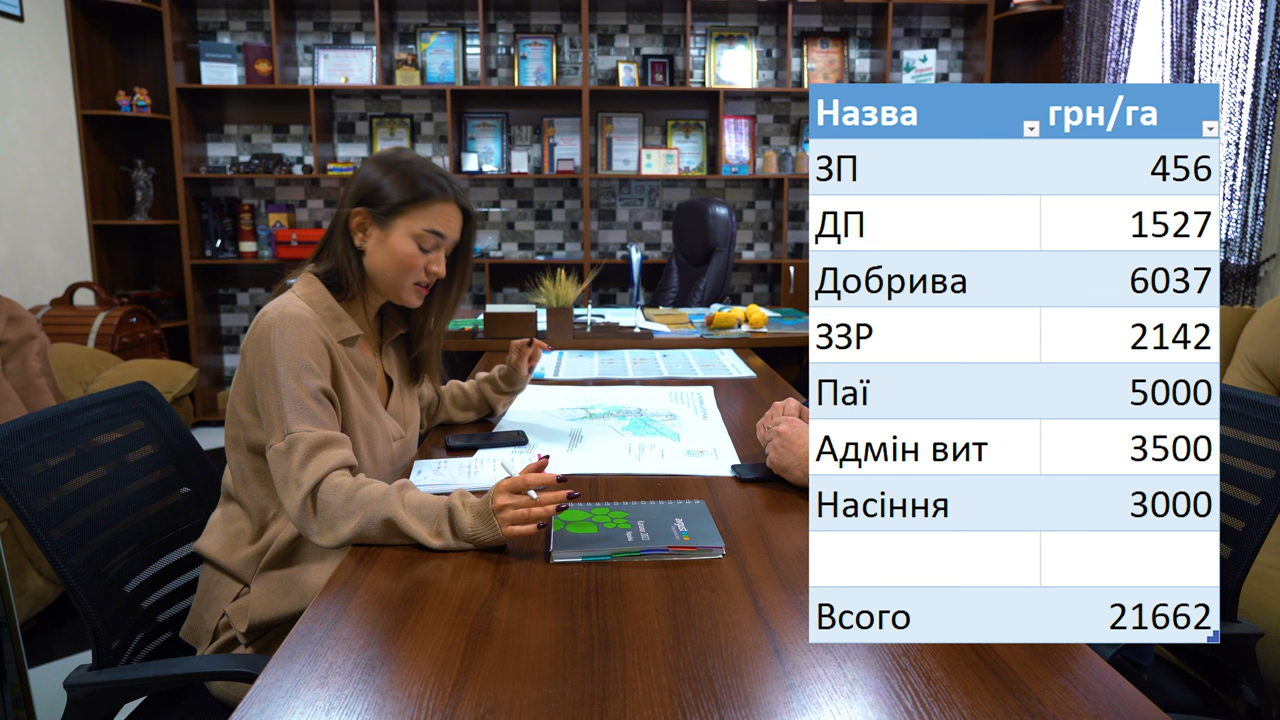 Назва грн/га
ЗП 456
ДП 1527
Добрива 6037
ЗЗР 2142
Паї 5000
Адмін вит 3500
Насіння 3000
Всого 21662